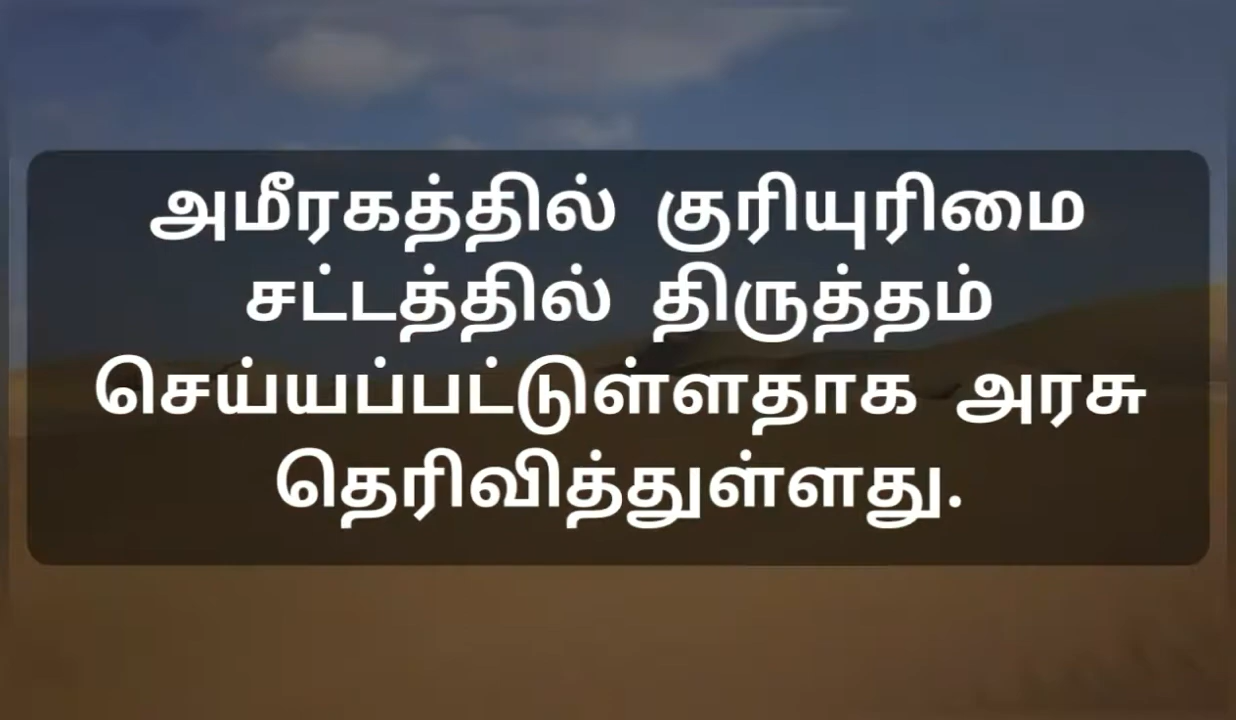 அமீரகத்தில் குரியுரிமை
சட்டத்தில் திருத்தம்
செய்யப்பட்டுள்ளதாக அரசு
தெரிவித்துள்ளது.